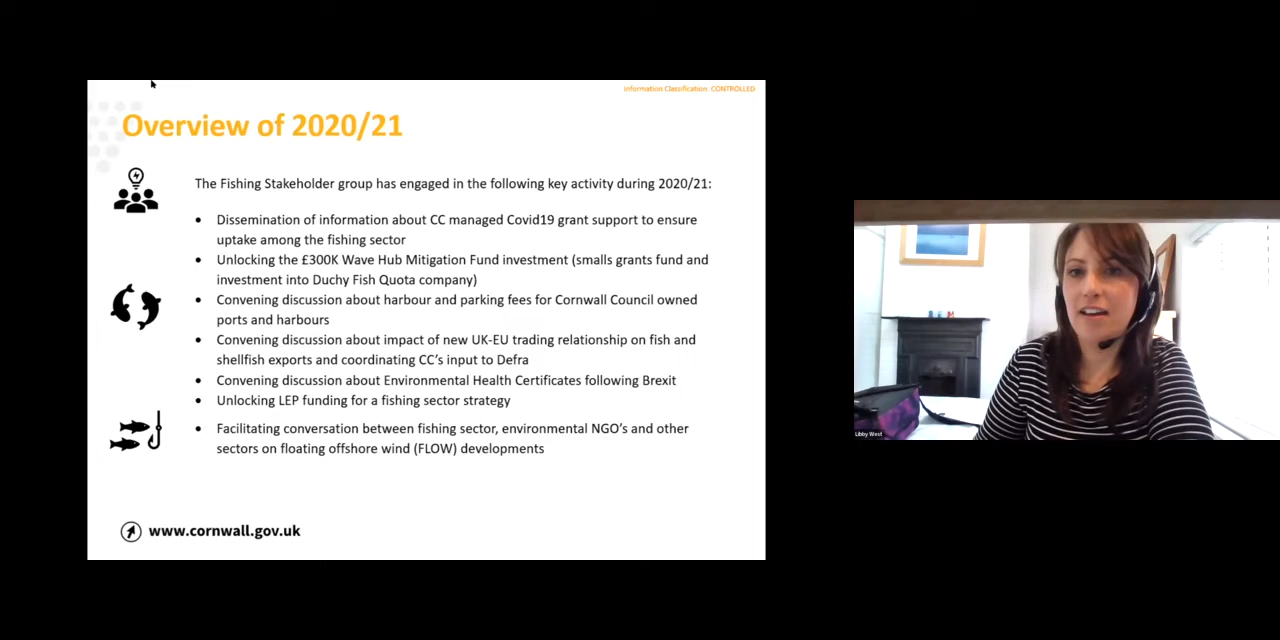 Information Classification: CONTROLLED
Overview of 2020/21
The Fishing Stakeholder group has engaged in the following key activity during 2020/21:
• Dissemination of information about CC managed Covid19 grant support to ensure
uptake among the fishing sector
• Unlocking the £300K Wave Hub Mitigation Fund investment (smalls grants fund and
investment into Duchy Fish Quota company)
• Convening discussion about harbour and parking fees for Cornwall Council owned
ports and harbours
• Convening discussion about impact of new UK-EU trading relationship on fish and
shellfish exports and coordinating CC's input to Defra
• Convening discussion about Environmental Health Certificates following Brexit
• Unlocking LEP funding for a fishing sector strategy
• Facilitating conversation between fishing sector, environmental NGO's and other
sectors on floating offshore wind (FLOW) developments
www.cornwall.gov.uk
Libby West